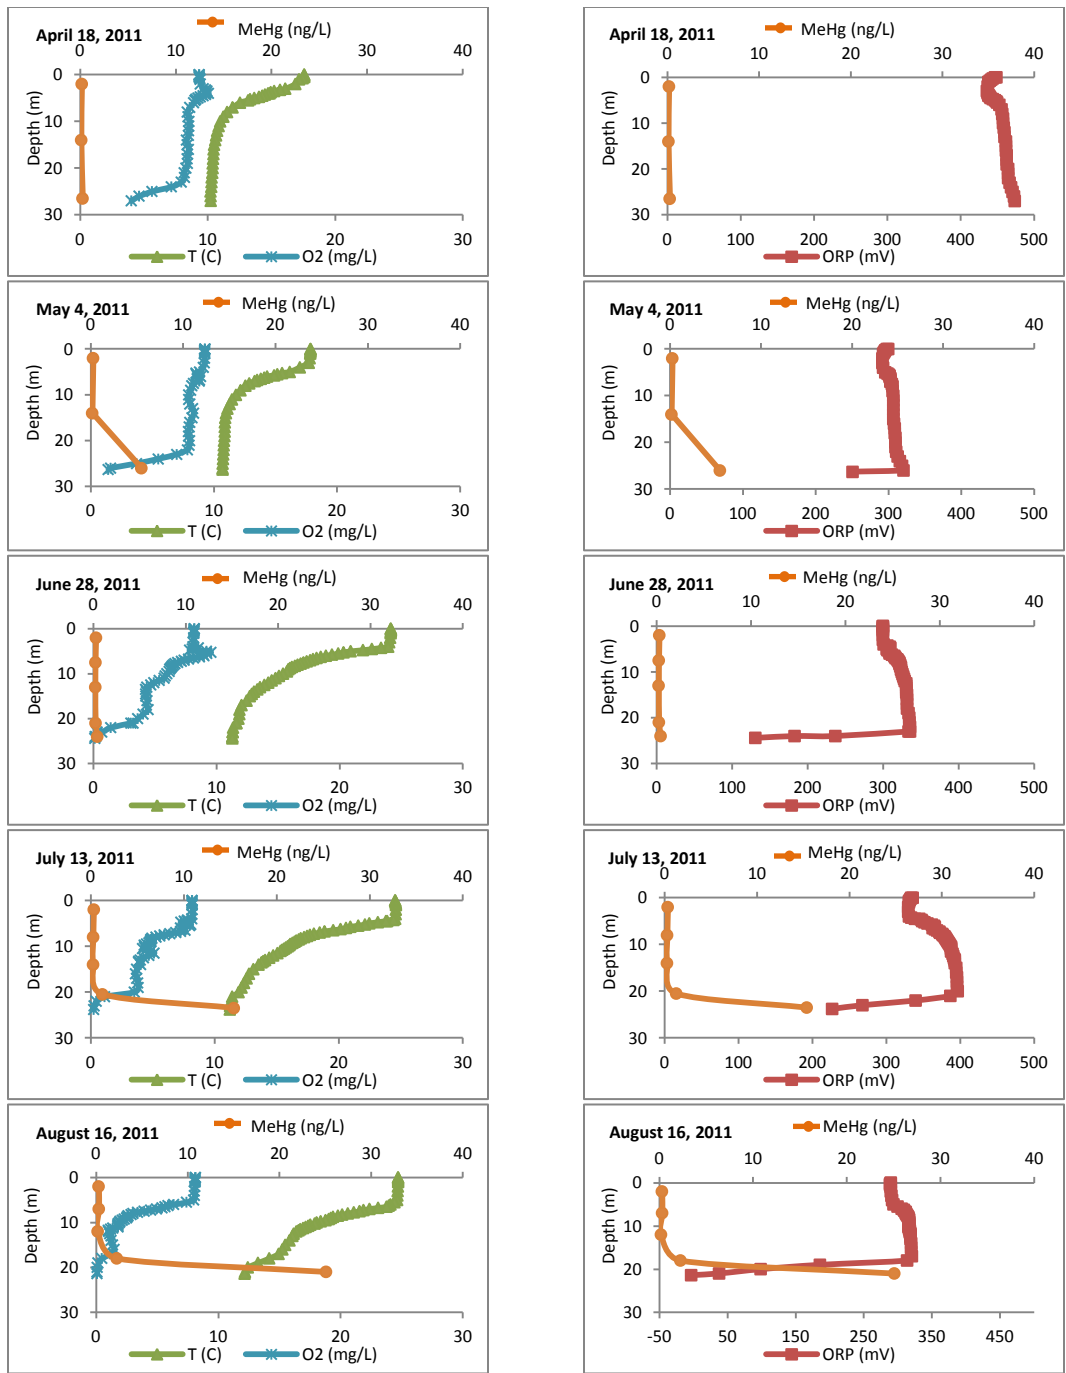 April 18, 2011
MeHg (ng/L)
0 10 20 30 40
Depth (m)
0
10
20
30
0 10 20 30
T (C) O2 (mg/L)
April 18, 2011
MeHg (ng/L)
0 10 20 30 40
Depth (m)
0
10
20
30
0 100 200 300 400 500
ORP (mV)
May 4, 2011
MeHg (ng/L)
0 10 20 30 40
Depth (m)
0
10
20
30
0 10 20 30
T (C) O2 (mg/L)
May 4, 2011
MeHg (ng/L)
0 10 20 30 40
Depth (m)
0
10
20
30
0 100 200 300 400 500
ORP (mV)
June 28, 2011
MeHg (ng/L)
0 10 20 30 40
Depth (m)
0
10
20
30
0 10 20 30
T (C) O2 (mg/L)
June 28, 2011
MeHg (ng/L)
0 10 20 30 40
Depth (m)
0
10
20
30
0 100 200 300 400 500
ORP (mV)
July 13, 2011
MeHg (ng/L)
0 10 20 30 40
Depth (m)
0
10
20
30
0 10 20 30
T (C) O2 (mg/L)
July 13, 2011
MeHg (ng/L)
0 10 20 30 40
Depth (m)
0
10
20
30
0 100 200 300 400 500
ORP (mV)
August 16, 2011
MeHg (ng/L)
0 10 20 30 40
Depth (m)
0
10
20
30
0 10 20 30
T (C) O2 (mg/L)
August 16, 2011
MeHg (ng/L)
0 10 20 30 40
Depth (m)
0
10
20
30
-50 50 150 250 350 450
ORP (mV)